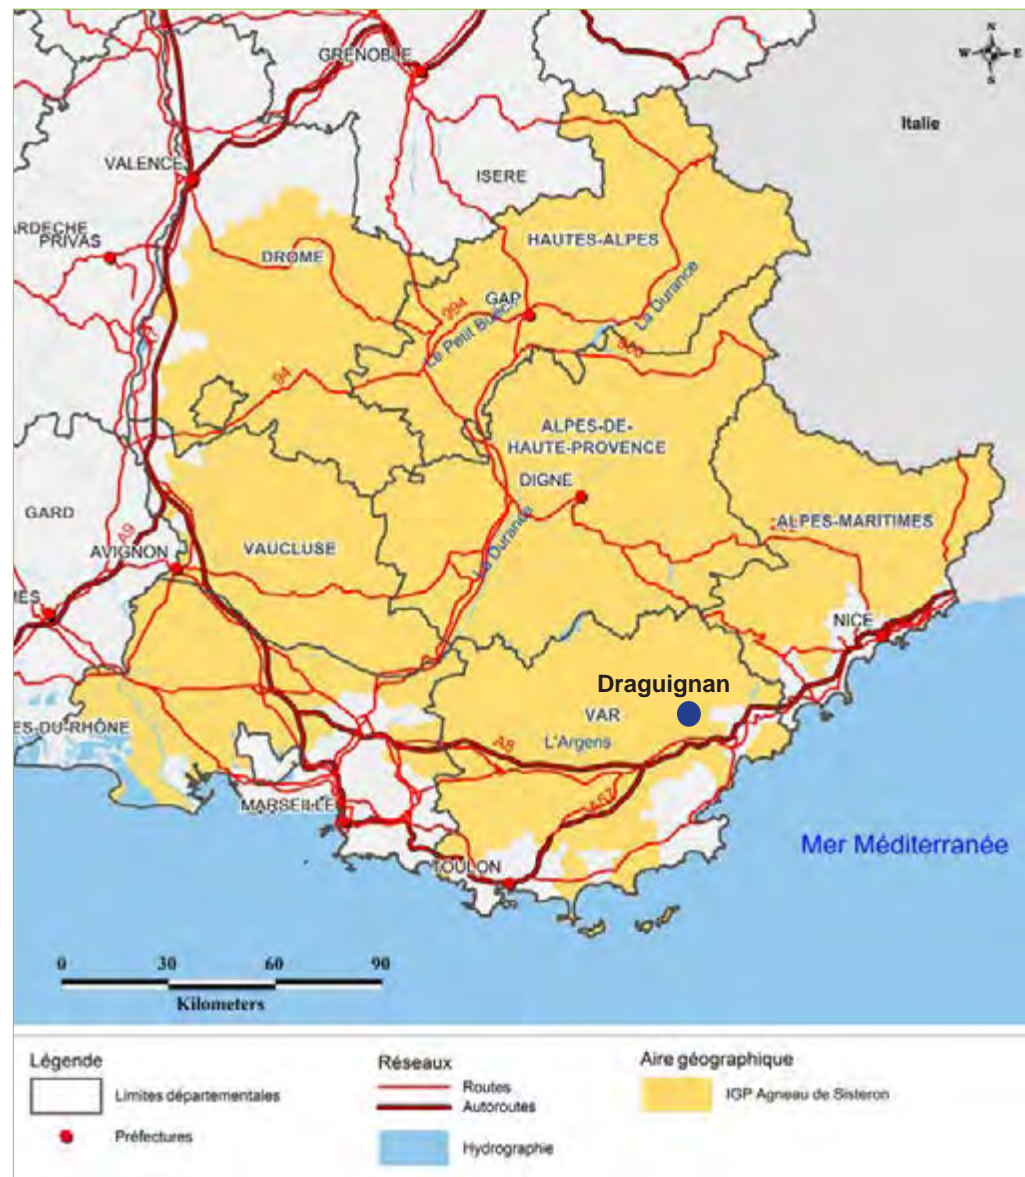 N
W E
S
GRENOBLE
Italie
VALENCE
ISERE
ARDECHE
PRIVAS
HAUTES-ALPES
DROME
GAP
La Durance
994
Le Petit Buëch
94
ALPES-DE-
HAUTE-PROVENCE
DIGNE
GARD
A9
VAUCLUSE
ALPES-MARITIMES
AVIGNON
La Durance
MES
NICE
Draguignan
VAR
ES-DU-RHÔNE
L'Argens
A8
A57
MARSEILLE
Mer Méditerranée
TOULON
0 30 60 90
Kilometers
Légende
Limites départementales
Préfectures
Réseaux
Routes
Autoroutes
Hydrographie
Aire géographique
IGP Agneau de Sisteron